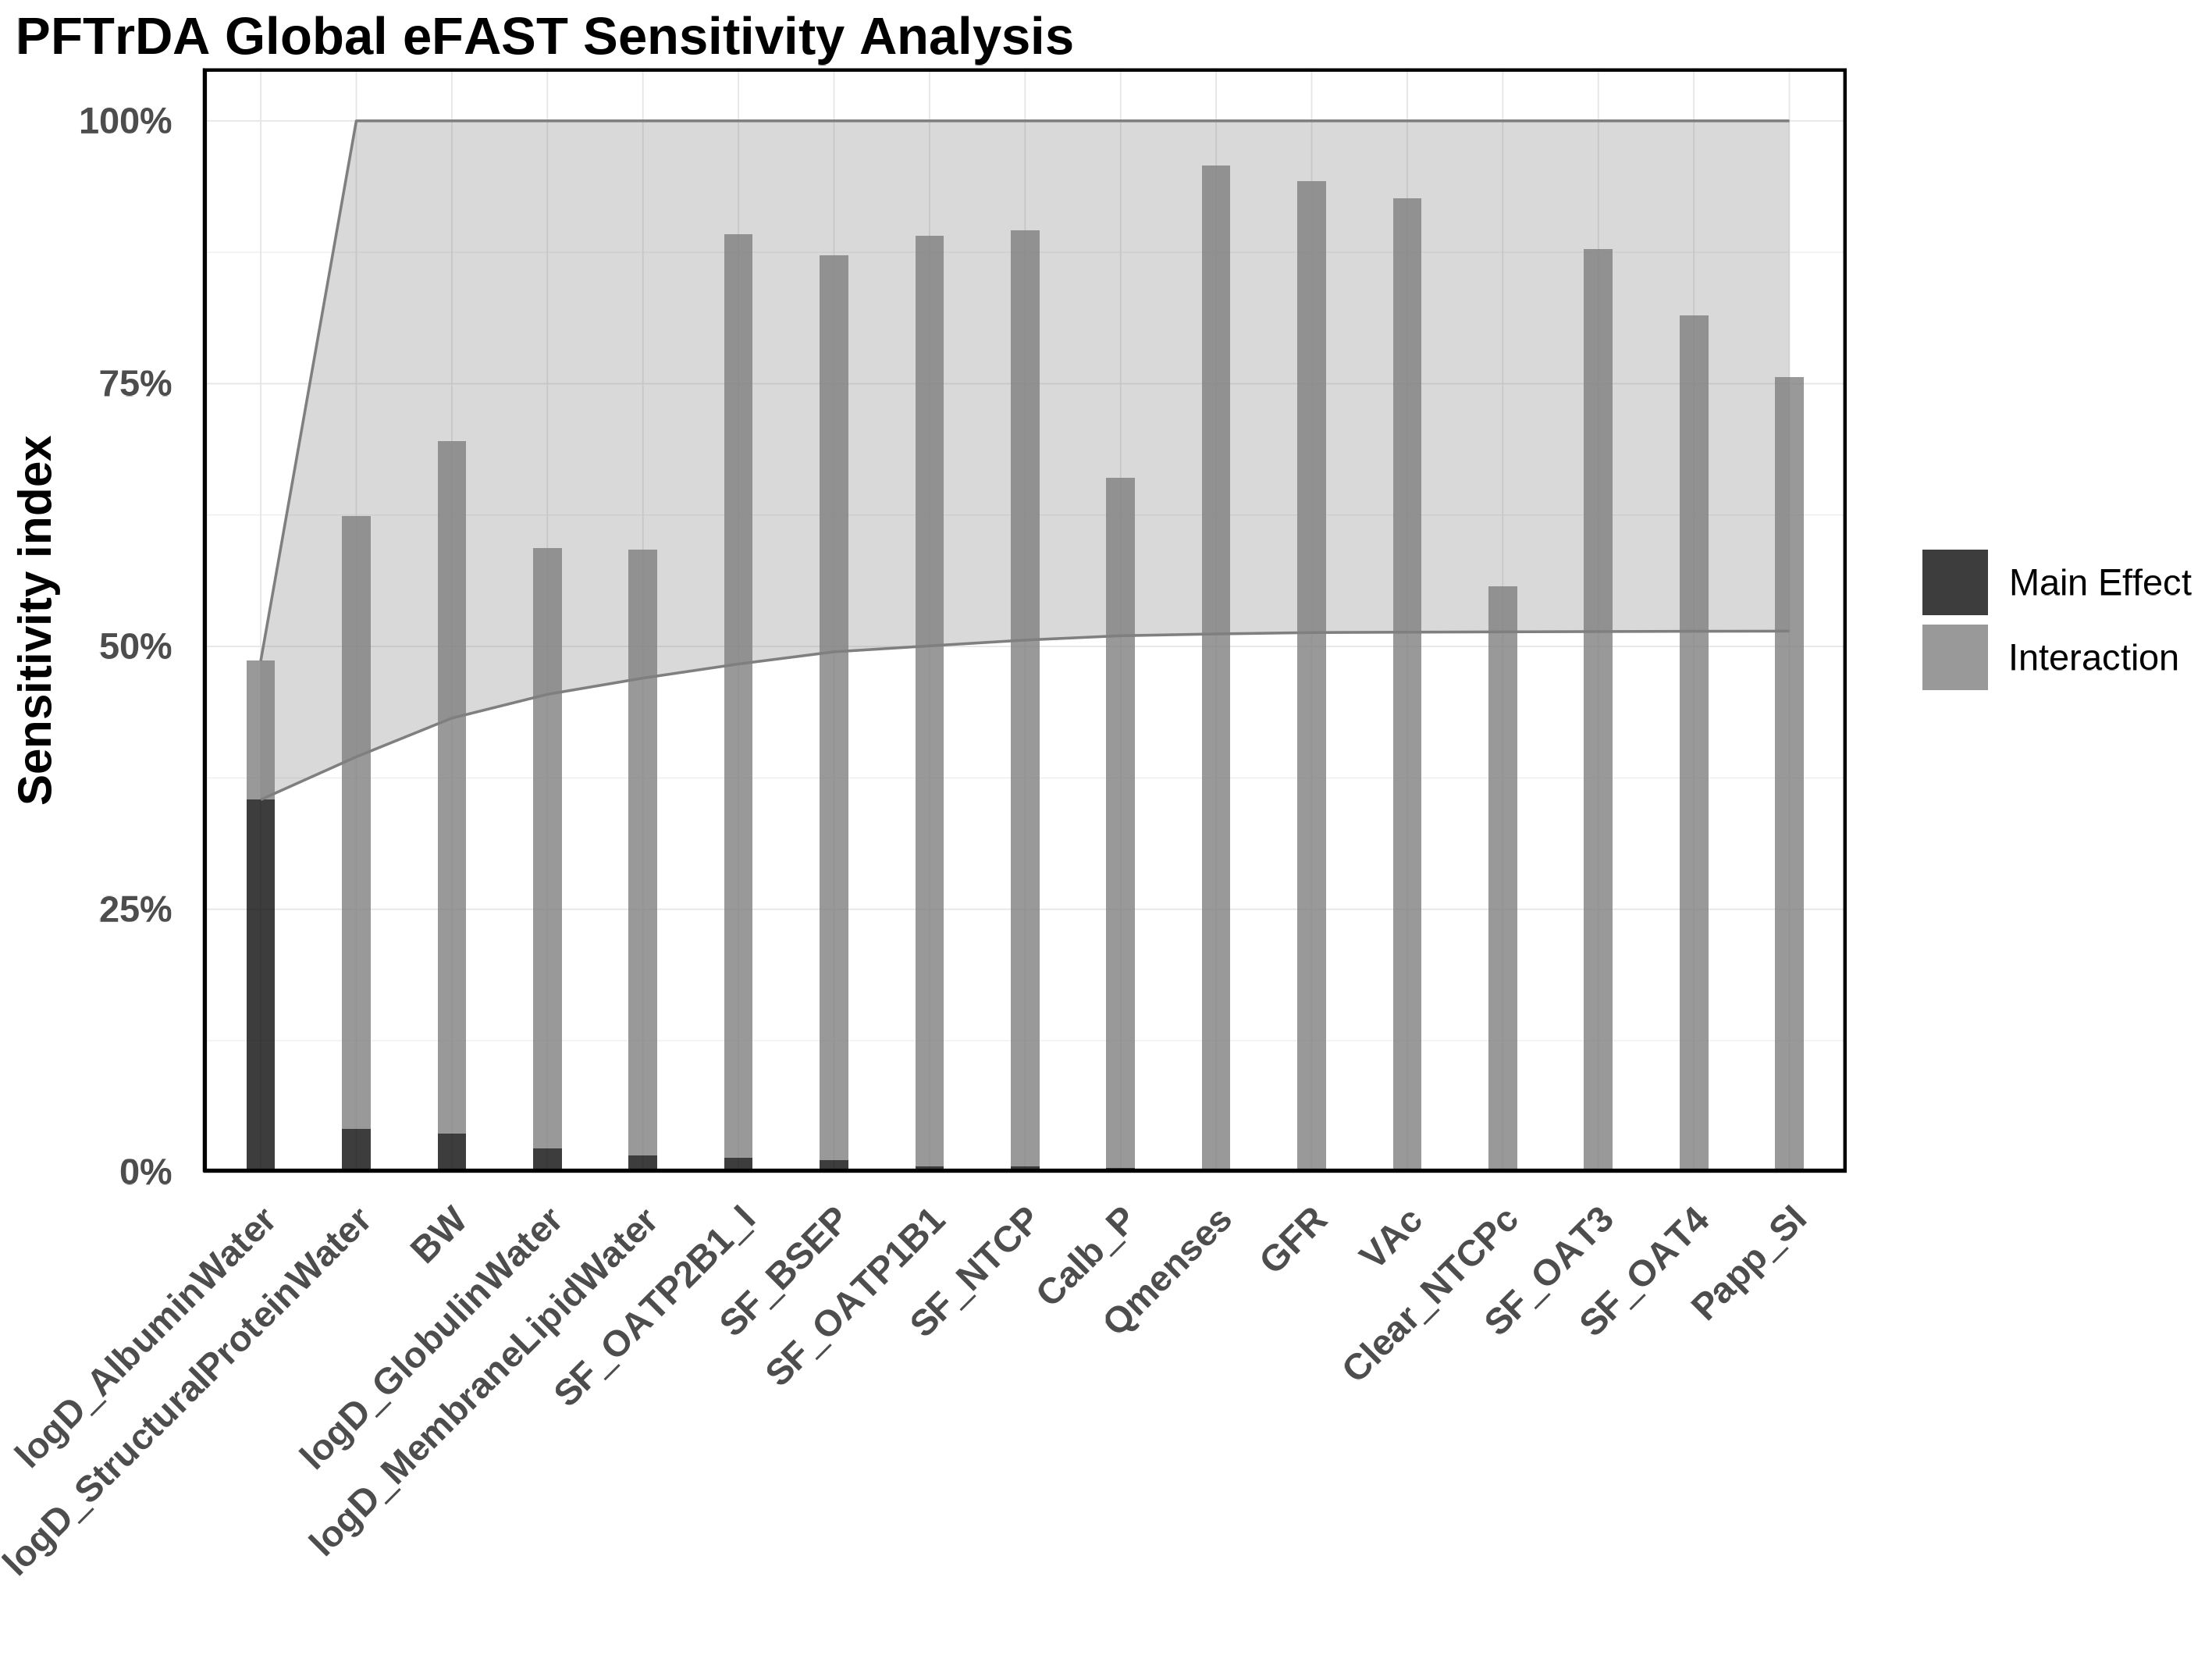 PFTrDA Global eFAST Sensitivity Analysis
Sensitivity index
100%
75%
50%
25%
0%
logD_AlbuminWater
logD_StructuralProteinWater
BW
logD_GlobulinWater
logD_MembraneLipidWater
SF_OATP2B1_I
SF_BSEP
SF_OATP1B1
SF_NTCP
Calb_P
Qmenses
GFR
VAc
Clear_NTCPc
SF_OAT3
SF_OAT4
Papp_SI
Main Effect
Interaction